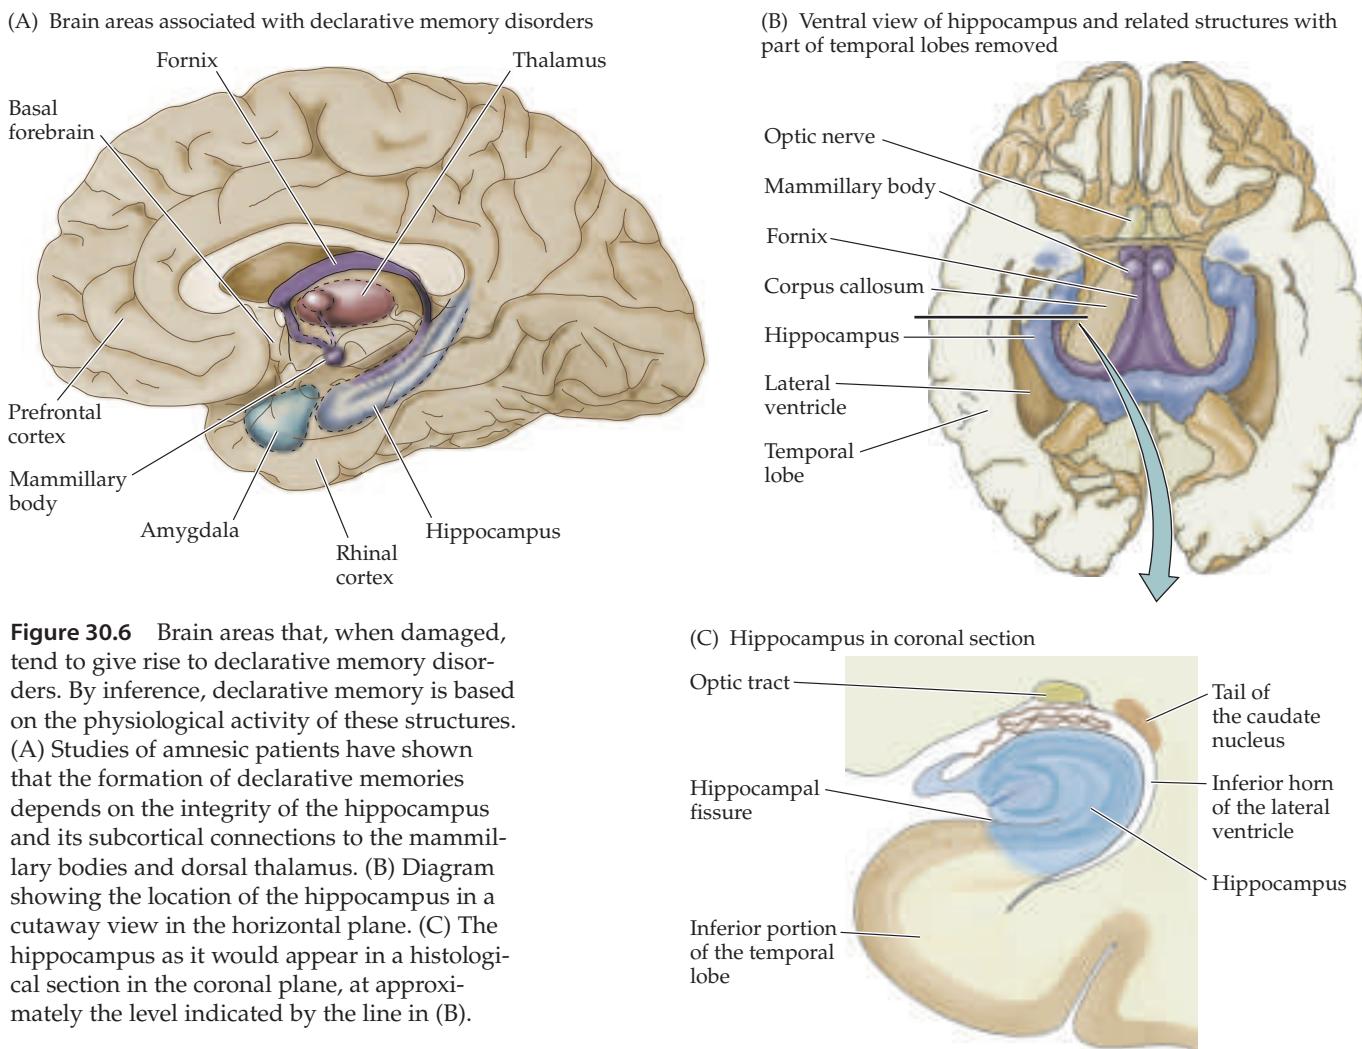 (A) Brain areas associated with declarative memory disorders
Fornix
Thalamus
Basal
forebrain
Prefrontal
cortex
Mammillary
body
Amygdala
Rhinal
cortex
Hippocampus
(B) Ventral view of hippocampus and related structures with
part of temporal lobes removed
Optic nerve
Mammillary body
Fornix
Corpus callosum
Hippocampus
Lateral
ventricle
Temporal
lobe
Figure 30.6 Brain areas that, when damaged,
tend to give rise to declarative memory disor-
ders. By inference, declarative memory is based
on the physiological activity of these structures.
(A) Studies of amnesic patients have shown
that the formation of declarative memories
depends on the integrity of the hippocampus
and its subcortical connections to the mammil-
lary bodies and dorsal thalamus. (B) Diagram
showing the location of the hippocampus in a
cutaway view in the horizontal plane. (C) The
hippocampus as it would appear in a histologi-
cal section in the coronal plane, at approxi-
mately the level indicated by the line in (B).
(C) Hippocampus in coronal section
Optic tract
Hippocampal
fissure
Inferior portion
of the temporal
lobe
Tail of
the caudate
nucleus
Inferior horn
of the lateral
ventricle
Hippocampus